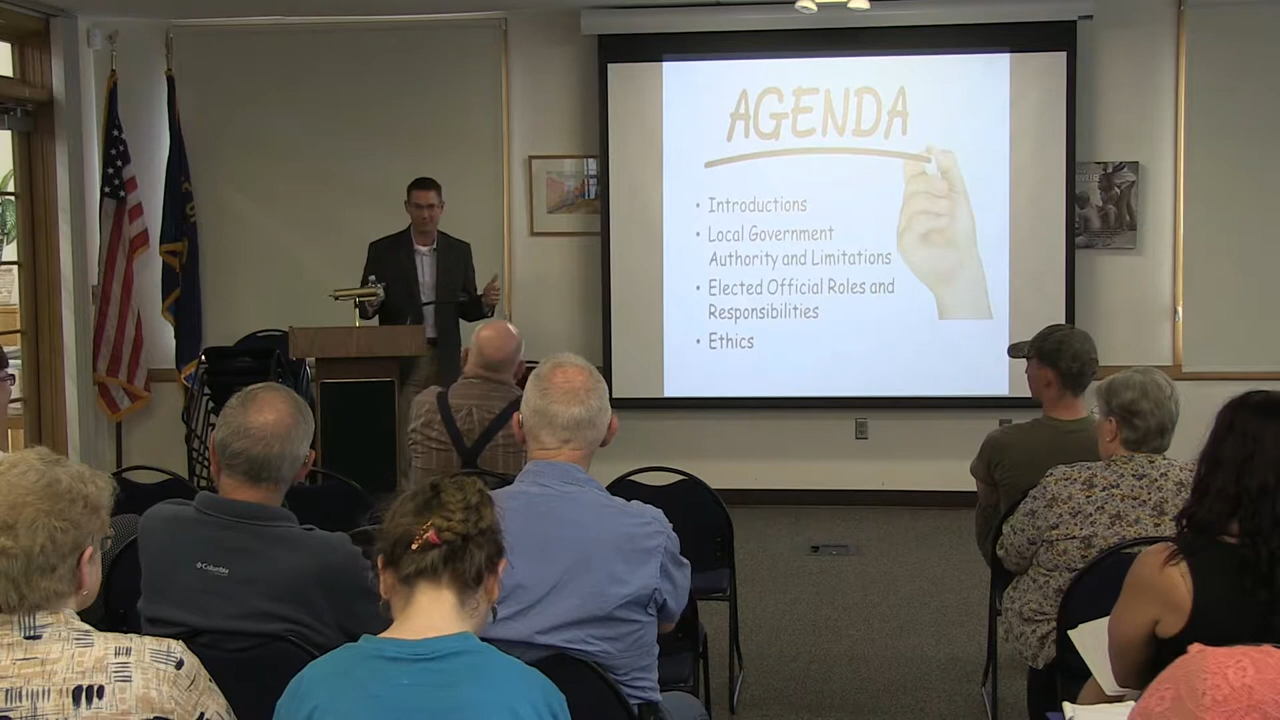 AGENDA
• Introductions
• Local Government
Authority and Limitations
• Elected Official Roles and
Responsibilities
• Ethics
Columbia